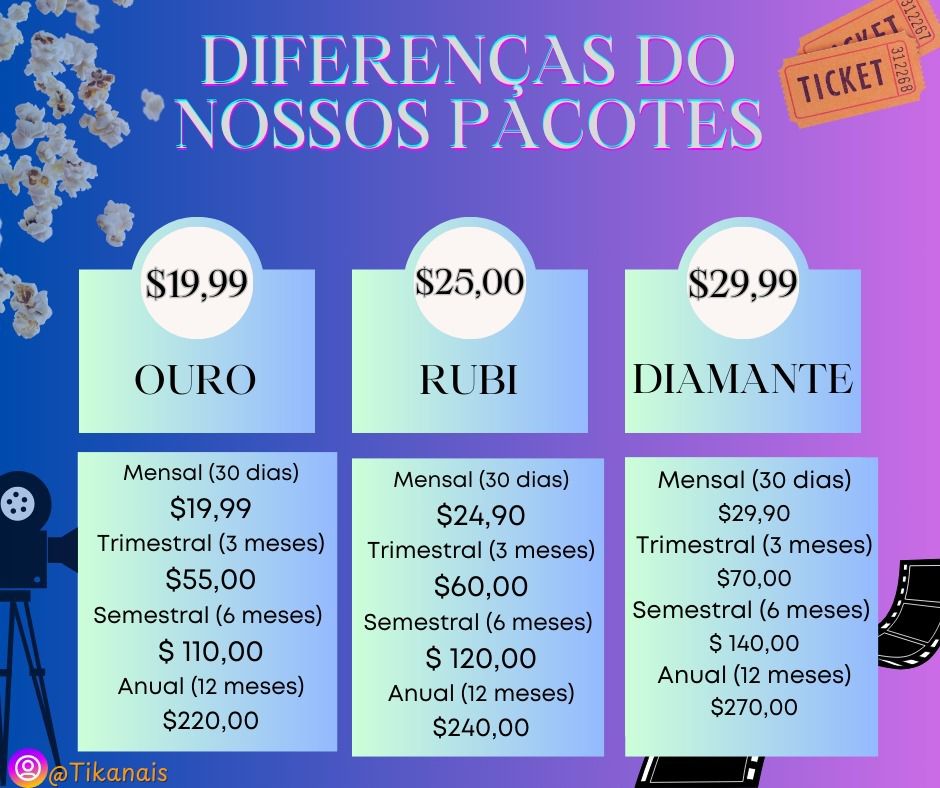 DIFERENÇAS DO
NOSSOS PACOTES
TICKET
312267
TICKET
312268
$19,99
OURO
Mensal (30 dias)
$19,99
Trimestral (3 meses)
$55,00
Semestral (6 meses)
$ 110,00
Anual (12 meses)
$220,00
$25,00
RUBI
Mensal (30 dias)
$24,90
Trimestral (3 meses)
$60,00
Semestral (6 meses)
$ 120,00
Anual (12 meses)
$240,00
$29,99
DIAMANTE
Mensal (30 dias)
$29,90
Trimestral (3 meses)
$70,00
Semestral (6 meses)
$ 140,00
Anual (12 meses)
$270,00
@Tikanais